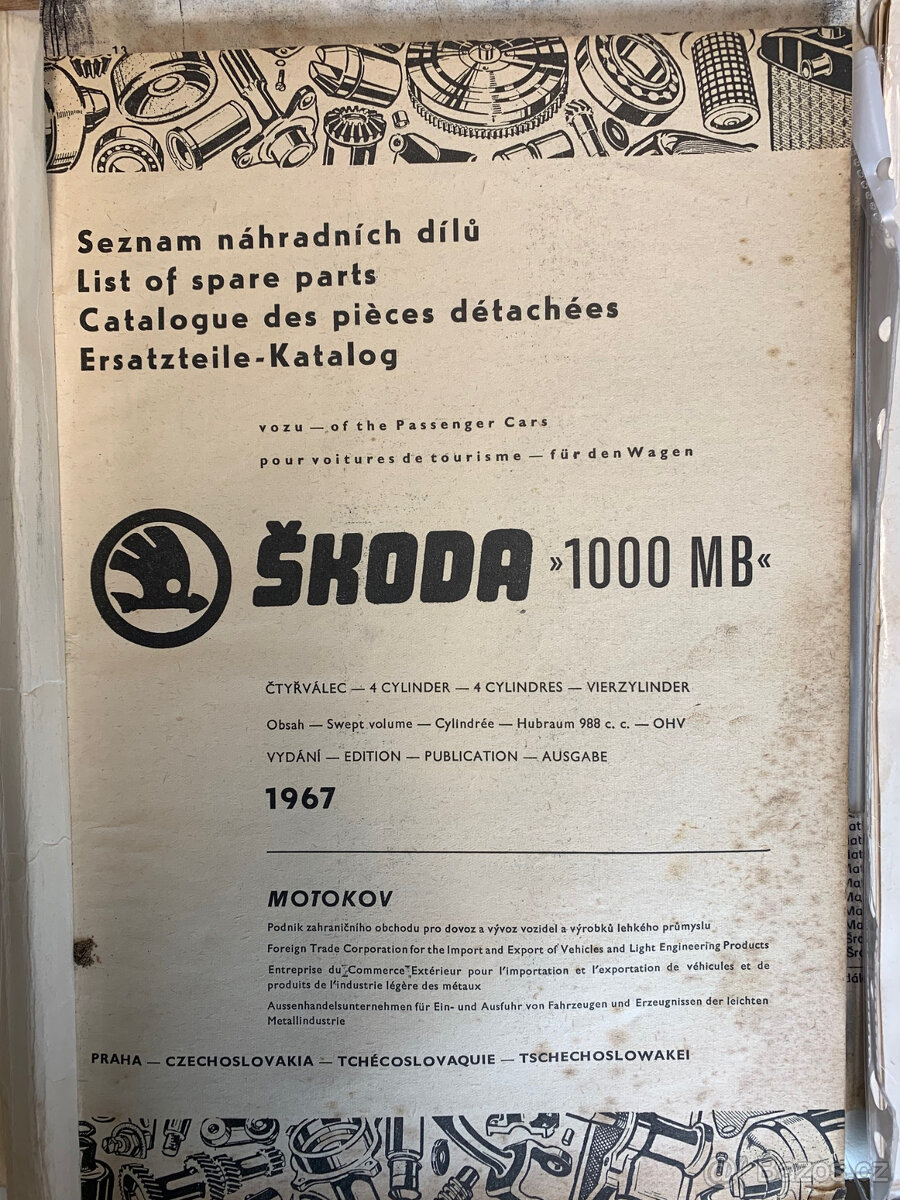 13
Seznam náhradních dílů
List of spare parts
Catalogue des pièces détachées
Ersatzteile-Katalog
vozu — of the Passenger Cars
pour voitures de tourisme — für den Wagen
ŠKODA »1000 MB«
ČTYŘVÁLEC — 4 CYLINDER — 4 CYLINDRES — VIERZYLINDER
Obsah — Swept volume — Cylindrée — Hubraum 988 c. c. — OHV
VYDÁNÍ — EDITION — PUBLICATION — AUSGABE
1967
MOTOKOV
Podnik zahraničního obchodu pro dovoz a vývoz vozidel a výrobků lehkého průmyslu
Foreign Trade Corporation for the Import and Export of Vehicles and Light Engineering Products
Entreprise du Commerce Extérieur pour l'importation et l'exportation de véhicules et de
produits de l'industrie légère des métaux
Aussenhandelsunternehmen für Ein- und Ausfuhr von Fahrzeugen und Erzeugnissen der leichten
Metallindustrie
PRAHA — CZECHOSLOVAKIA — TCHÉCOSLOVAQUIE — TSCHECHOSLOWAKEI
Bazos.cz